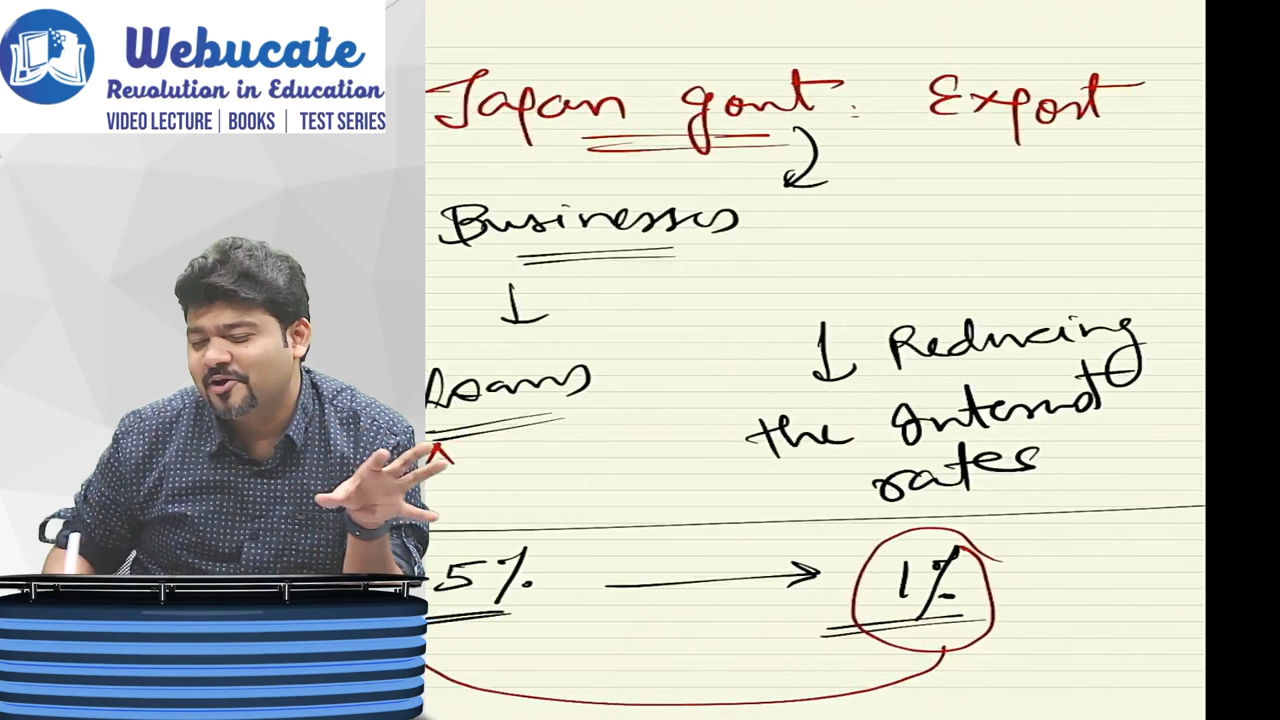 Webucate
Revolution in Education
VIDEO LECTURE | BOOKS | TEST SERIES
Japan govt: Export
Businesses
Loans
↓ Reducing
the Interest
rates
5% → 1%